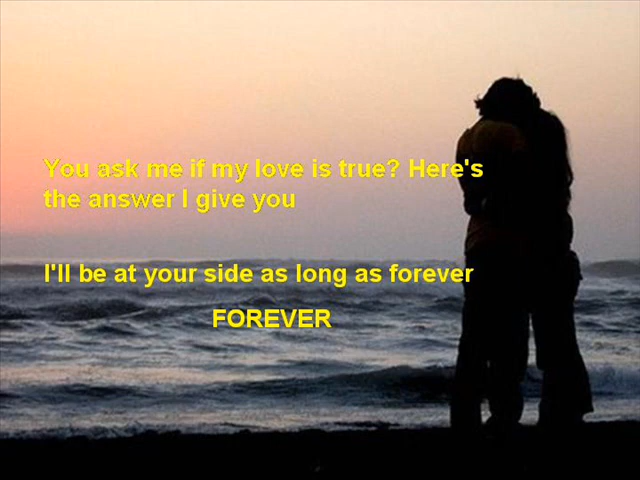 You ask me if my love is true? Here's
the answer I give you
I'll be at your side as long as forever
FOREVER